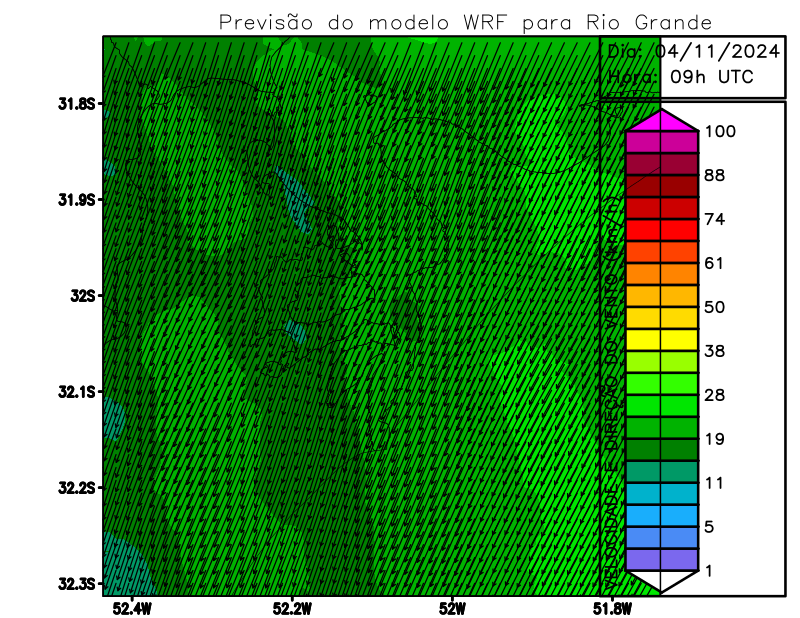 Previsão do modelo WRF para Rio Grande
Dia: 04/11/2024
Hora: 09h UTC
31.8S
31.9S
32S
32.1S
32.2S
32.3S
52.4W
52.2W
52W
51.8W
VELOCIDADE E DIREÇÃO DO VENTO (km/h)
100
88
74
61
50
38
28
19
11
5
1